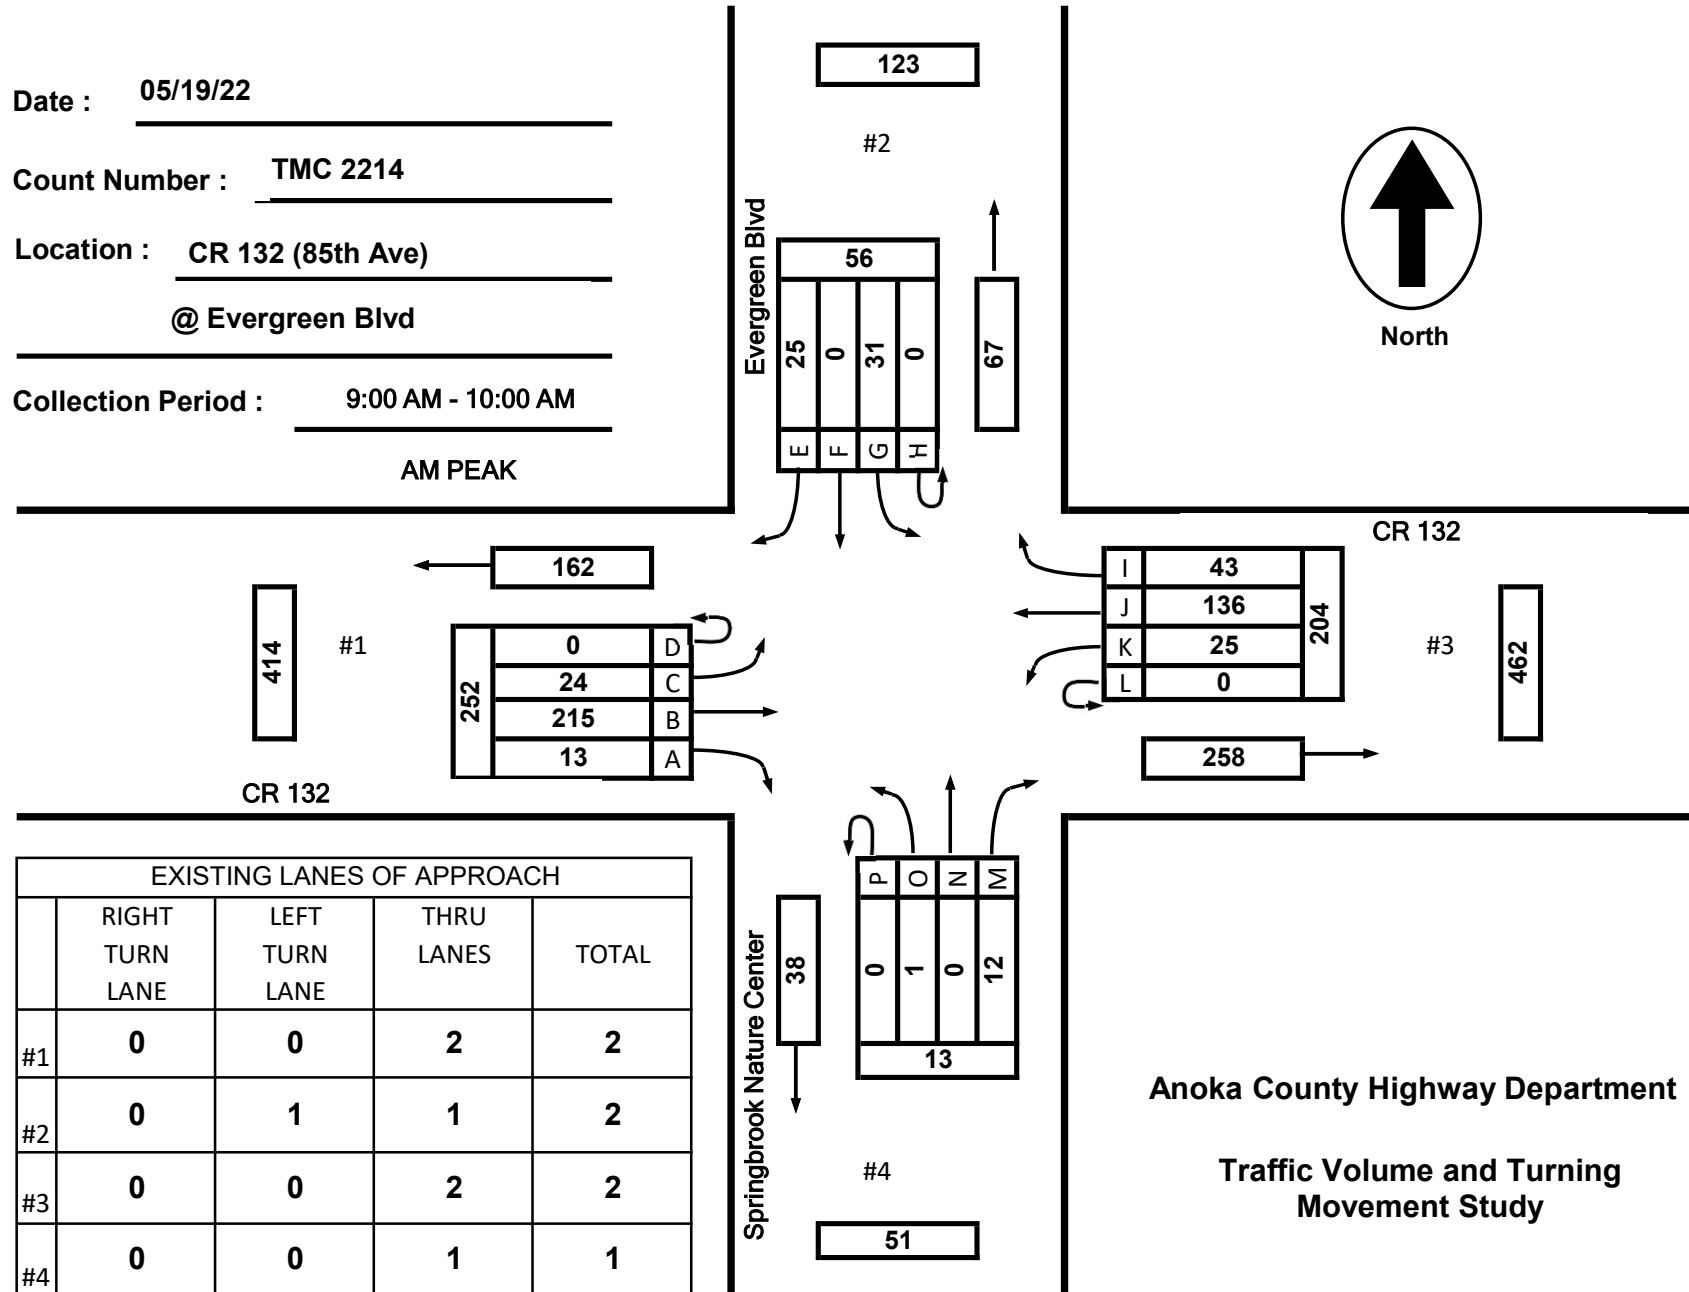 Date : 05/19/22
Count Number : TMC 2214
Location : CR 132 (85th Ave)
@ Evergreen Blvd
Collection Period : 9:00 AM - 10:00 AM
AM PEAK
123
#2
Evergreen Blvd
56
25 0 31 0
E F G H
67
North
CR 132
162
414
#1
252
0 D
24 C
215 B
13 A
CR 132
I 43
J 136
K 25
L 0
204
#3
462
258
P O N M
0 1 0 12
13
38
Springbrook Nature Center
#4
51
EXISTING LANES OF APPROACH
RIGHT TURN LANE
LEFT TURN LANE
THRU LANES
TOTAL
#1 0 0 2 2
#2 0 1 1 2
#3 0 0 2 2
#4 0 0 1 1
Anoka County Highway Department
Traffic Volume and Turning
Movement Study